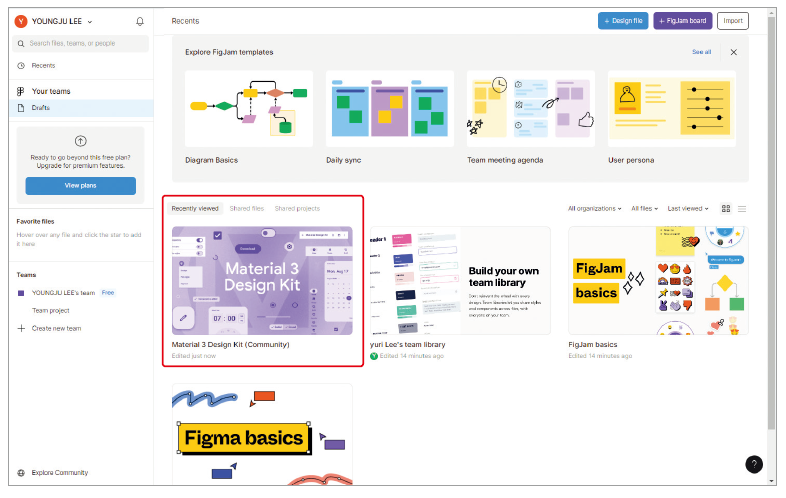 YOUNGJU LEE
Search files, teams, or people
Recents
Your teams
Drafts
Ready to go beyond this free plan?
Upgrade for premium features.
View plans
Favorite files
Hover over any file and click the star to add
it here.
Teams
YOUNGJU LEE's team Free
Team project
Create new team
Explore Community
Recents
+ Design file
+ FigJam board
Import
Explore FigJam templates
See all
Diagram Basics
Daily sync
Team meeting agenda
User persona
Recently viewed Shared files Shared projects
All organizations All files Last viewed
Material 3
Design Kit
Mon, Aug 17
07 : 00
Material 3 Design Kit (Community)
Edited just now
Build your own
team library
yuri Lee's team library
Y Edited 14 minutes ago
FigJam
basics
FigJam basics
Edited 14 minutes ago
Figma basics
?